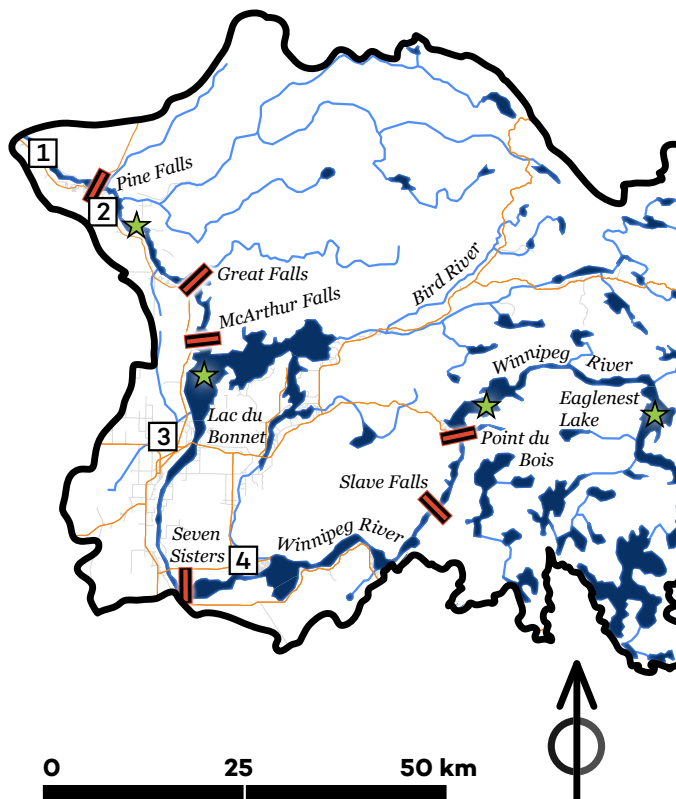 1
Pine Falls
2
Great Falls
McArthur Falls
Bird River
Winnipeg River
Eaglenest
Lake
Lac du
Bonnet
3
Point du
Bois
Slave Falls
Seven
Sisters
4
Winnipeg River
0 25 50 km